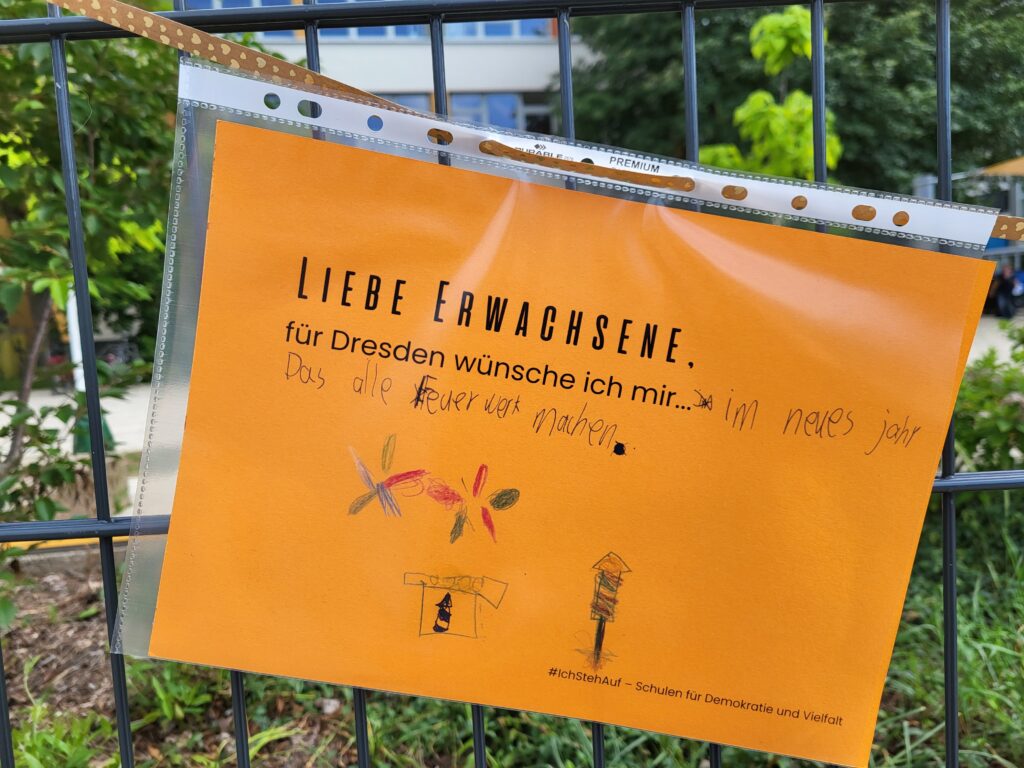 DURABLE PREMIUM
LIEBE ERWACHSENE,
für Dresden wünsche ich mir... im neues jahr
Das alle Feuerwerk machen.
#IchStehAuf – Schulen für Demokratie und Vielfalt